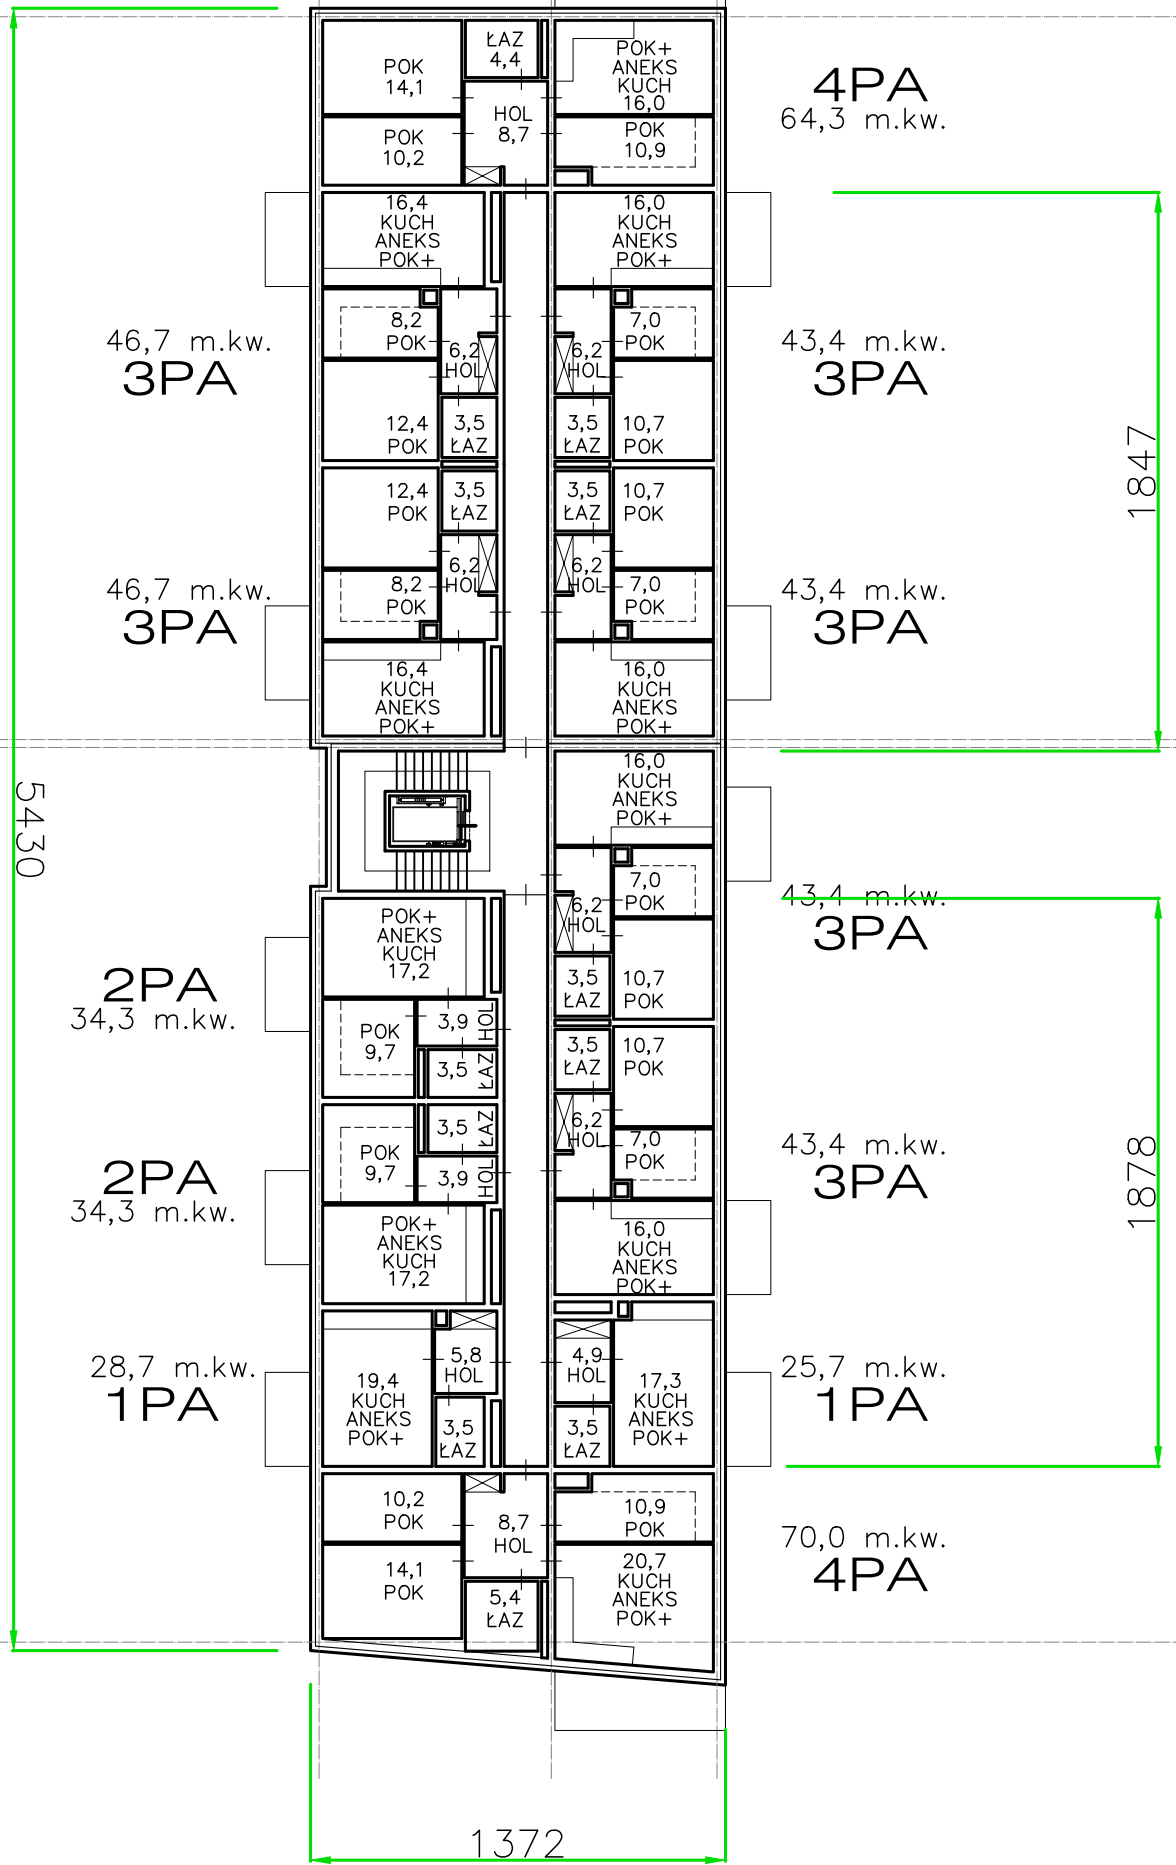 POK
14,1
ŁAZ
4,4
POK+
ANEKS
KUCH
16,0
4PA
64,3 m.kw.
HOL
8,7
POK
10,2
POK
10,9
16,4
KUCH
ANEKS
POK+
16,0
KUCH
ANEKS
POK+
46,7 m.kw.
3PA
8,2
POK
6,2
HOL
6,2
HOL
7,0
POK
43,4 m.kw.
3PA
12,4
POK
3,5
ŁAZ
3,5
ŁAZ
10,7
POK
1847
12,4
POK
3,5
ŁAZ
3,5
ŁAZ
10,7
POK
46,7 m.kw.
3PA
8,2
POK
6,2
HOL
6,2
HOL
7,0
POK
43,4 m.kw.
3PA
16,4
KUCH
ANEKS
POK+
16,0
KUCH
ANEKS
POK+
5430
16,0
KUCH
ANEKS
POK+
6,2
HOL
7,0
POK
43,4 m.kw.
3PA
POK+
ANEKS
KUCH
17,2
2PA
34,3 m.kw.
3,5
ŁAZ
10,7
POK
POK
9,7
3,9
HOL
3,5
ŁAZ
3,5
ŁAZ
10,7
POK
POK
9,7
3,5
ŁAZ
3,9
HOL
6,2
HOL
7,0
POK
43,4 m.kw.
3PA
1878
2PA
34,3 m.kw.
POK+
ANEKS
KUCH
17,2
16,0
KUCH
ANEKS
POK+
28,7 m.kw.
1PA
19,4
KUCH
ANEKS
POK+
5,8
HOL
3,5
ŁAZ
4,9
HOL
3,5
ŁAZ
17,3
KUCH
ANEKS
POK+
25,7 m.kw.
1PA
10,2
POK
8,7
HOL
10,9
POK
70,0 m.kw.
4PA
14,1
POK
5,4
ŁAZ
20,7
KUCH
ANEKS
POK+
1372